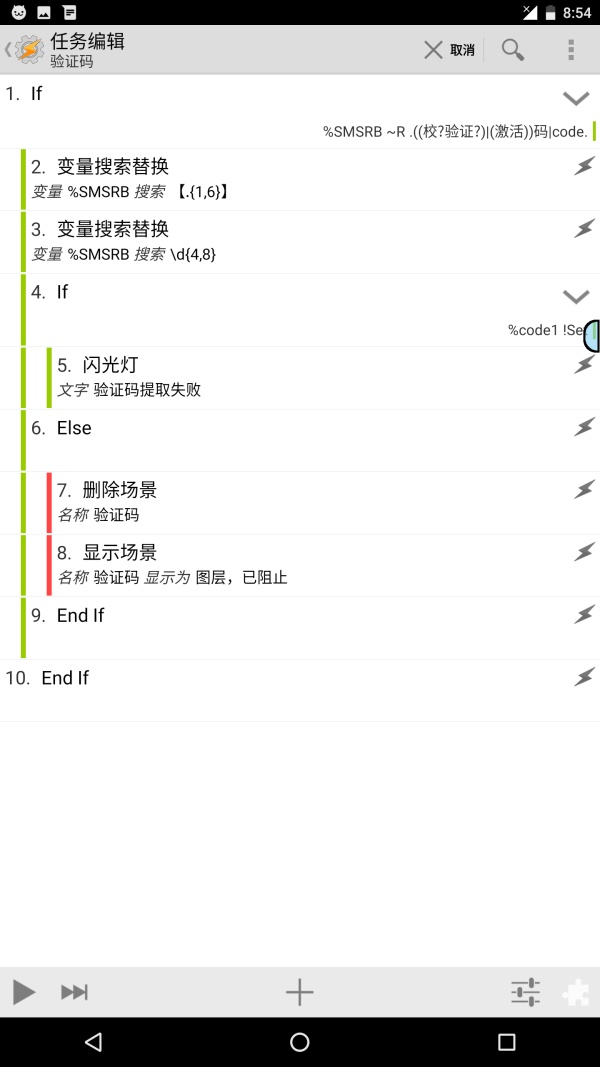 8:54
任务编辑
验证码
取消
1. If
%SMSRB ~R .((校?验证?)|(激活))码|code.
2. 变量搜索替换
变量 %SMSRB 搜索 【.{1,6}】
3. 变量搜索替换
变量 %SMSRB 搜索 \d{4,8}
4. If
%code1 !Se
5. 闪光灯
文字 验证码提取失败
6. Else
7. 删除场景
名称 验证码
8. 显示场景
名称 验证码 显示为 图层，已阻止
9. End If
10. End If